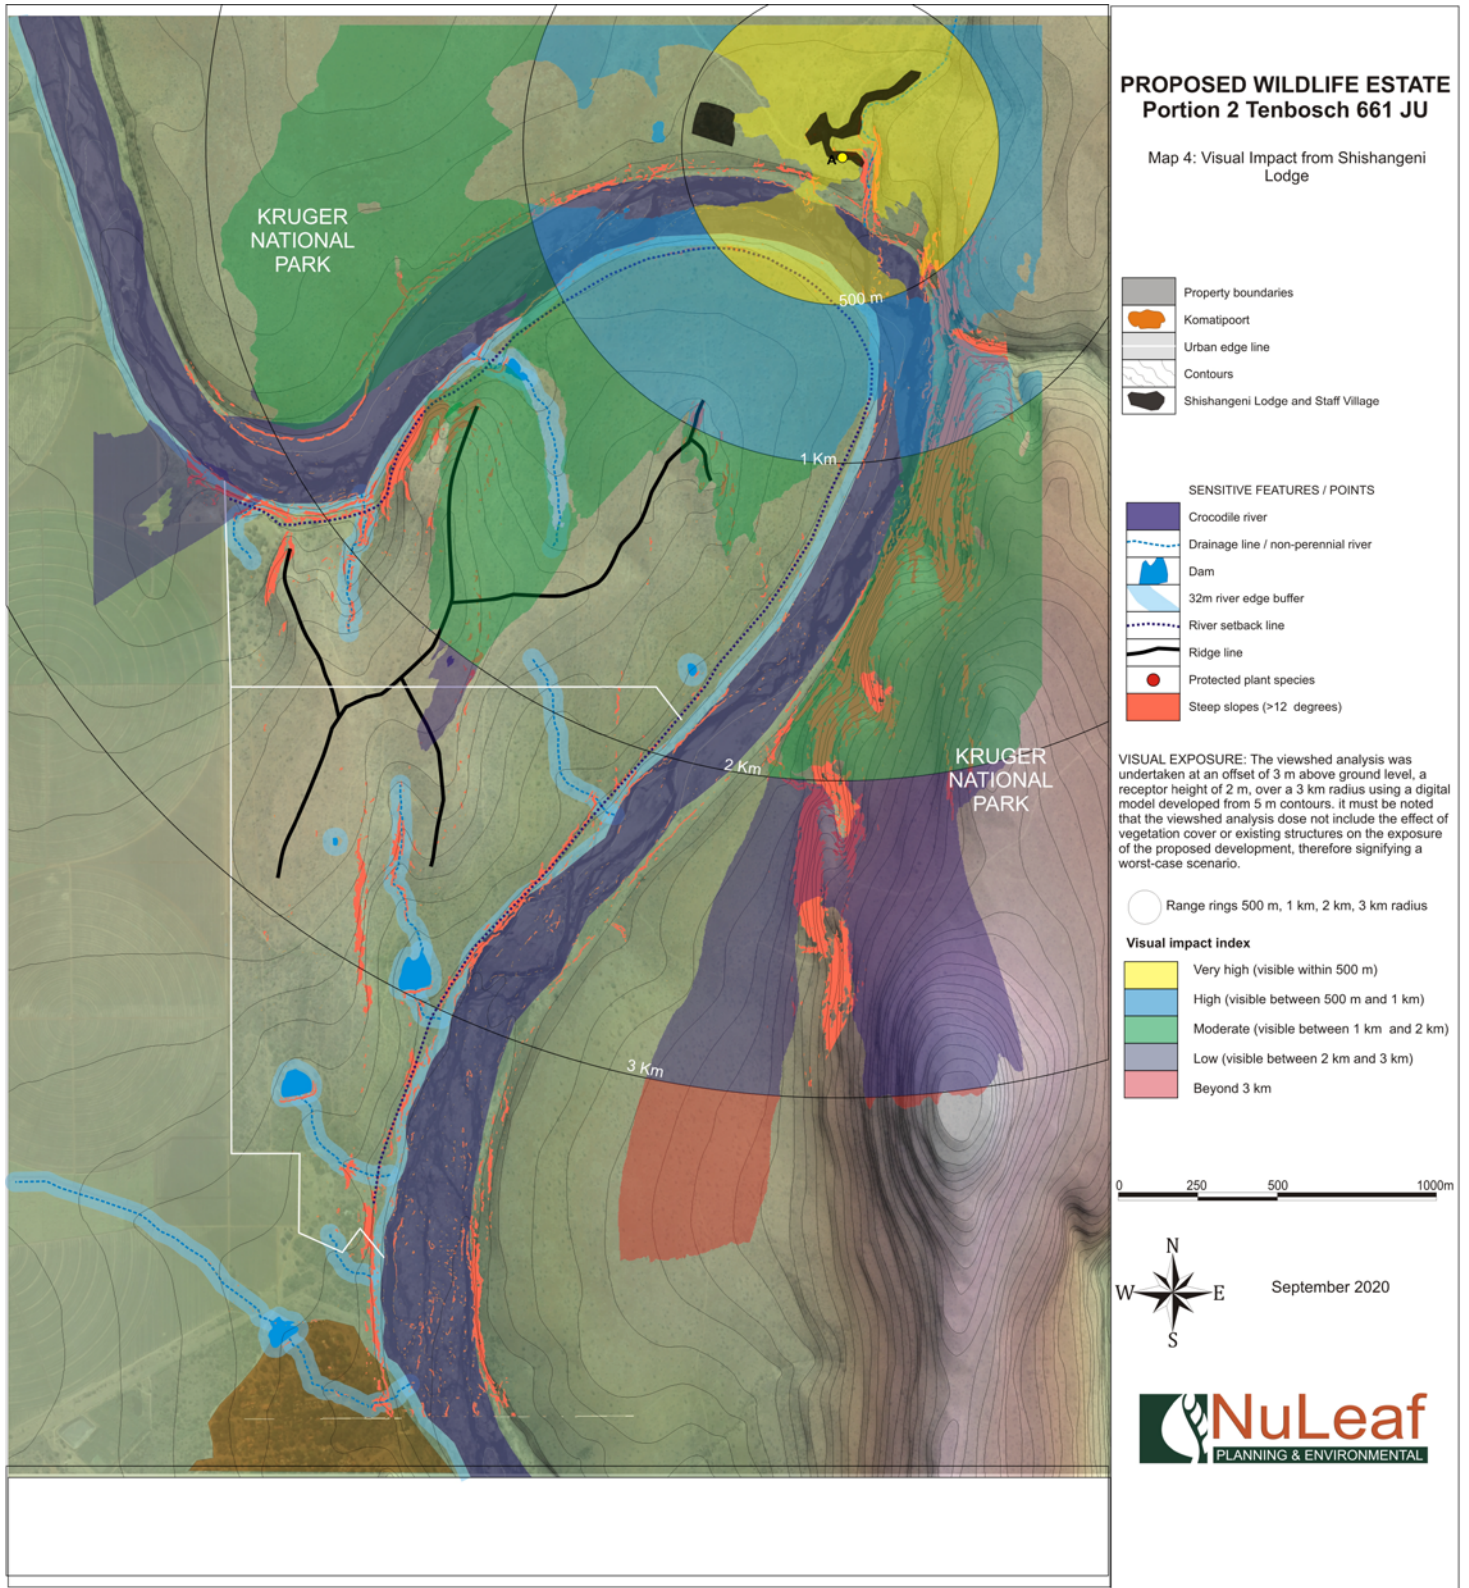 PROPOSED WILDLIFE ESTATE
Portion 2 Tenbosch 661 JU
Map 4: Visual Impact from Shishangeni
Lodge
KRUGER
NATIONAL
PARK
A
500 m
1 Km
2 Km
3 Km
KRUGER
NATIONAL
PARK
Property boundaries
Komatipoort
Urban edge line
Contours
Shishangeni Lodge and Staff Village
SENSITIVE FEATURES / POINTS
Crocodile river
Drainage line / non-perennial river
Dam
32m river edge buffer
River setback line
Ridge line
Protected plant species
Steep slopes (>12 degrees)
VISUAL EXPOSURE: The viewshed analysis was
undertaken at an offset of 3 m above ground level, a
receptor height of 2 m, over a 3 km radius using a digital
model developed from 5 m contours. it must be noted
that the viewshed analysis dose not include the effect of
vegetation cover or existing structures on the exposure
of the proposed development, therefore signifying a
worst-case scenario.
Range rings 500 m, 1 km, 2 km, 3 km radius
Visual impact index
Very high (visible within 500 m)
High (visible between 500 m and 1 km)
Moderate (visible between 1 km and 2 km)
Low (visible between 2 km and 3 km)
Beyond 3 km
0 250 500 1000m
N
W E
S
September 2020
NuLeaf
PLANNING & ENVIRONMENTAL